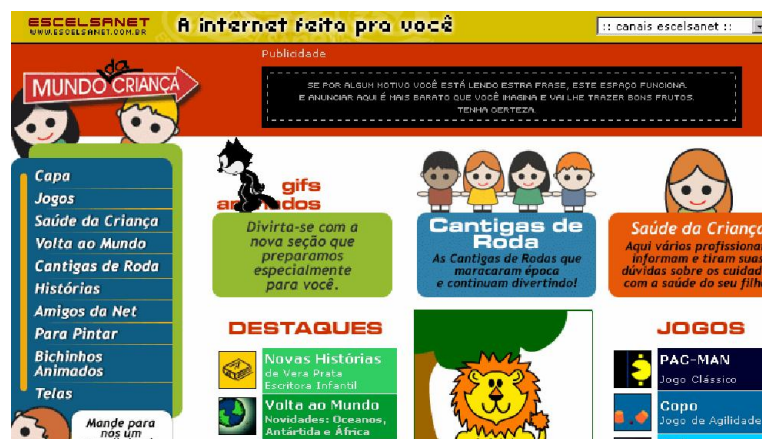 ESCELSANET
WWW.ESCELSANET.COM.BR
A internet feita pra você
:: canais escelsanet ::
Publicidade
SE POR ALGUM MOTIVO VOCÊ ESTÁ LENDO ESTRA FRASE, ESTE ESPAÇO FUNCIONA.
E ANUNCIAR AQUI É MAIS BARATO QUE VOCÊ IMAGINA E VAI LHE TRAZER BONS FRUTOS.
TENHA CERTEZA.
MUNDO da CRIANÇA
Capa
Jogos
Saúde da Criança
Volta ao Mundo
Cantigas de Roda
Histórias
Amigos da Net
Para Pintar
Bichinhos
Animados
Telas
Mande para
nós um
gifs
Divirta-se com a
nova seção que
preparamos
especialmente
para você.
Cantigas de
Roda
As Cantigas de Rodas que
maracaram época
e continuam divertindo!
Saúde da Criança
Aqui vários profissiona
informam e tiram suas
dúvidas sobre os cuidad
com a saúde do seu filh
DESTAQUES
Novas Histórias
de Vera Prata
Escritora Infantil
Volta ao Mundo
Novidades: Oceanos,
Antártida e África
JOGOS
PAC-MAN
Jogo Clássico
Copo
Jogo de Agilidade